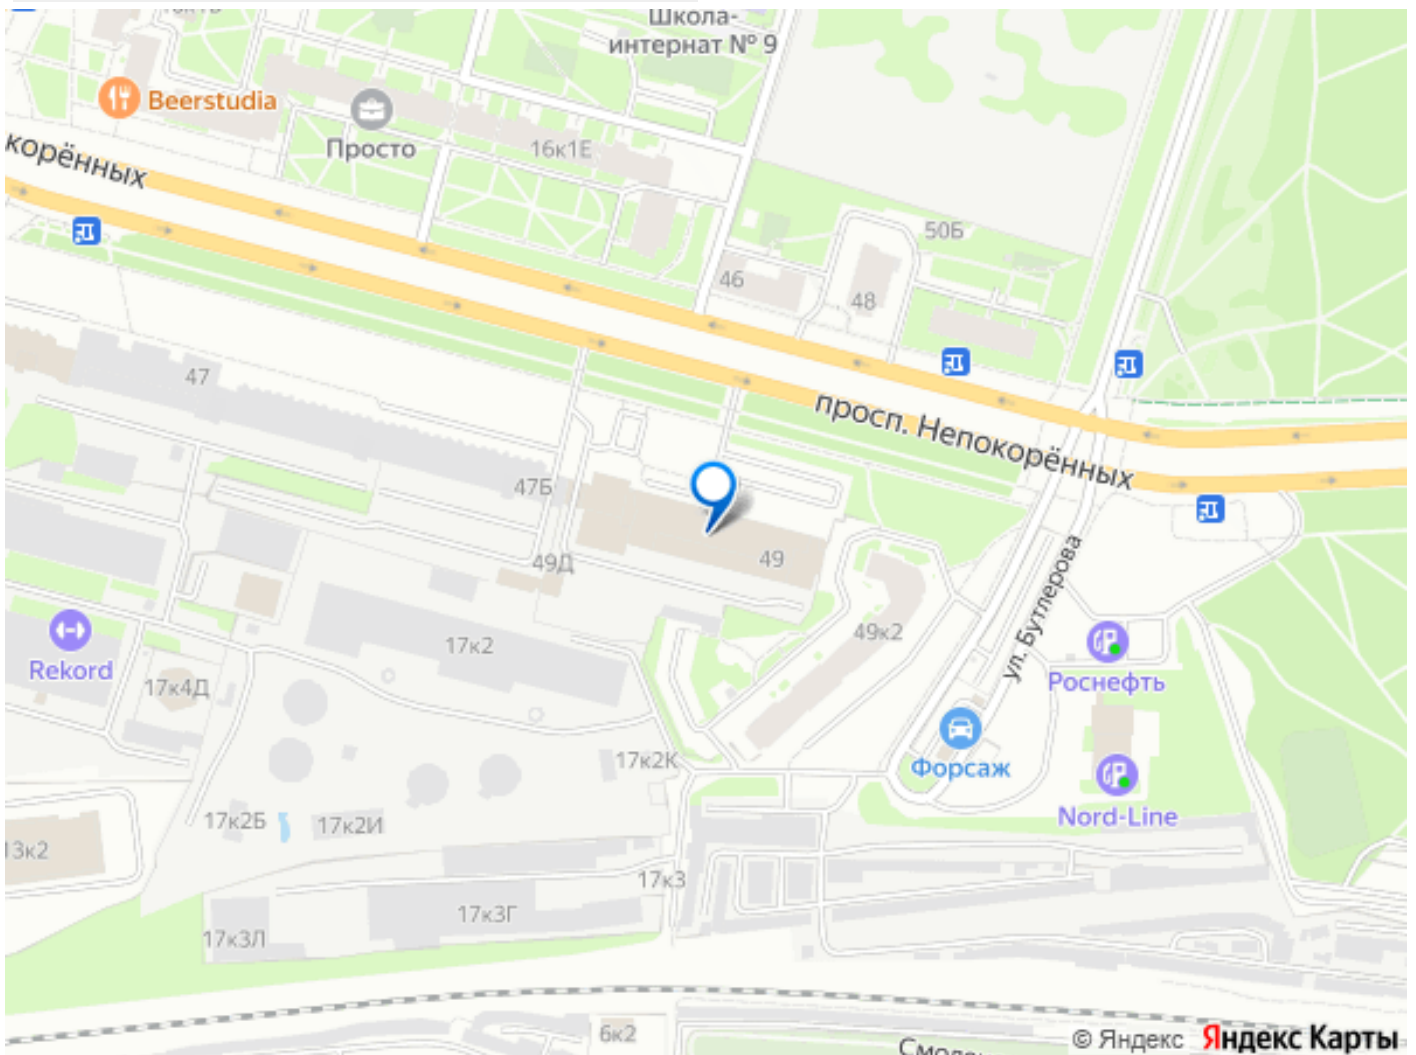 Школа-
интернат № 9
Beerstudia
Просто
16к1Е
корённых
50Б
46
48
47
просп. Непокорённых
47Б
49
49Д
ул. Бутлерова
49к2
17к2
Rekord
17к4Д
Роснефть
17к2К
Форсаж
Nord-Line
17к2Б
17к2И
13к2
17к3
17к3Г
17к3Л
6к2
© Яндекс Яндекс Карты